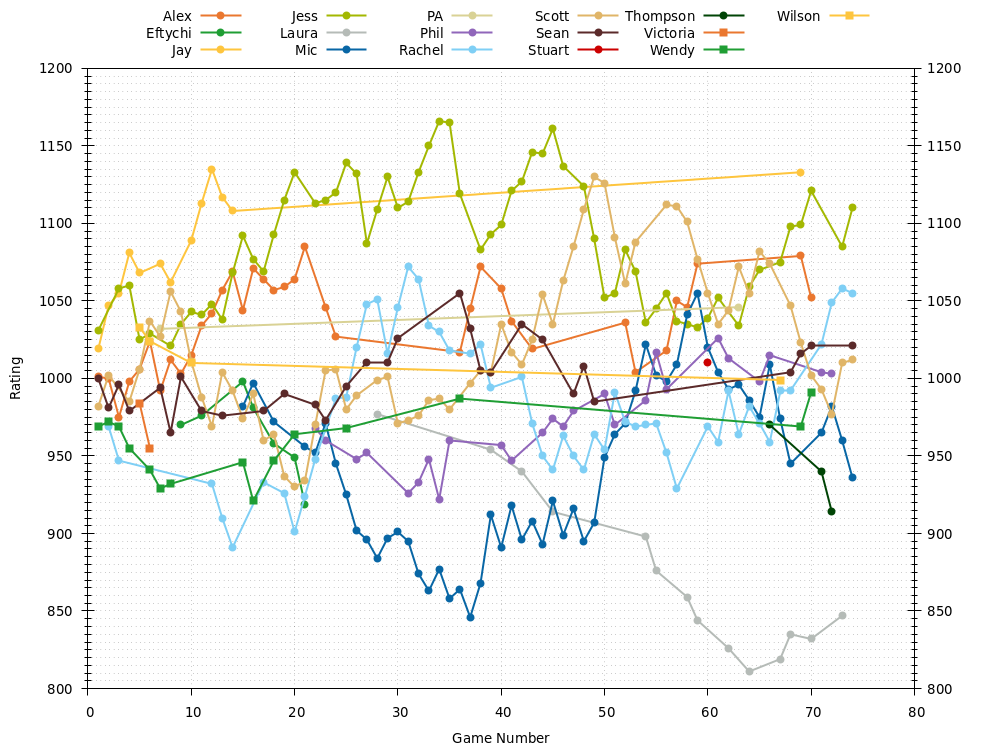 Alex Jess PA Scott Thompson Wilson
Eftychi Laura Phil Sean Victoria
Jay Mic Rachel Stuart Wendy
1200 1200
1150 1150
1100 1100
1050 1050
1000 1000
950 950
900 900
850 850
800 800
Rating
0 10 20 30 40 50 60 70 80
Game Number